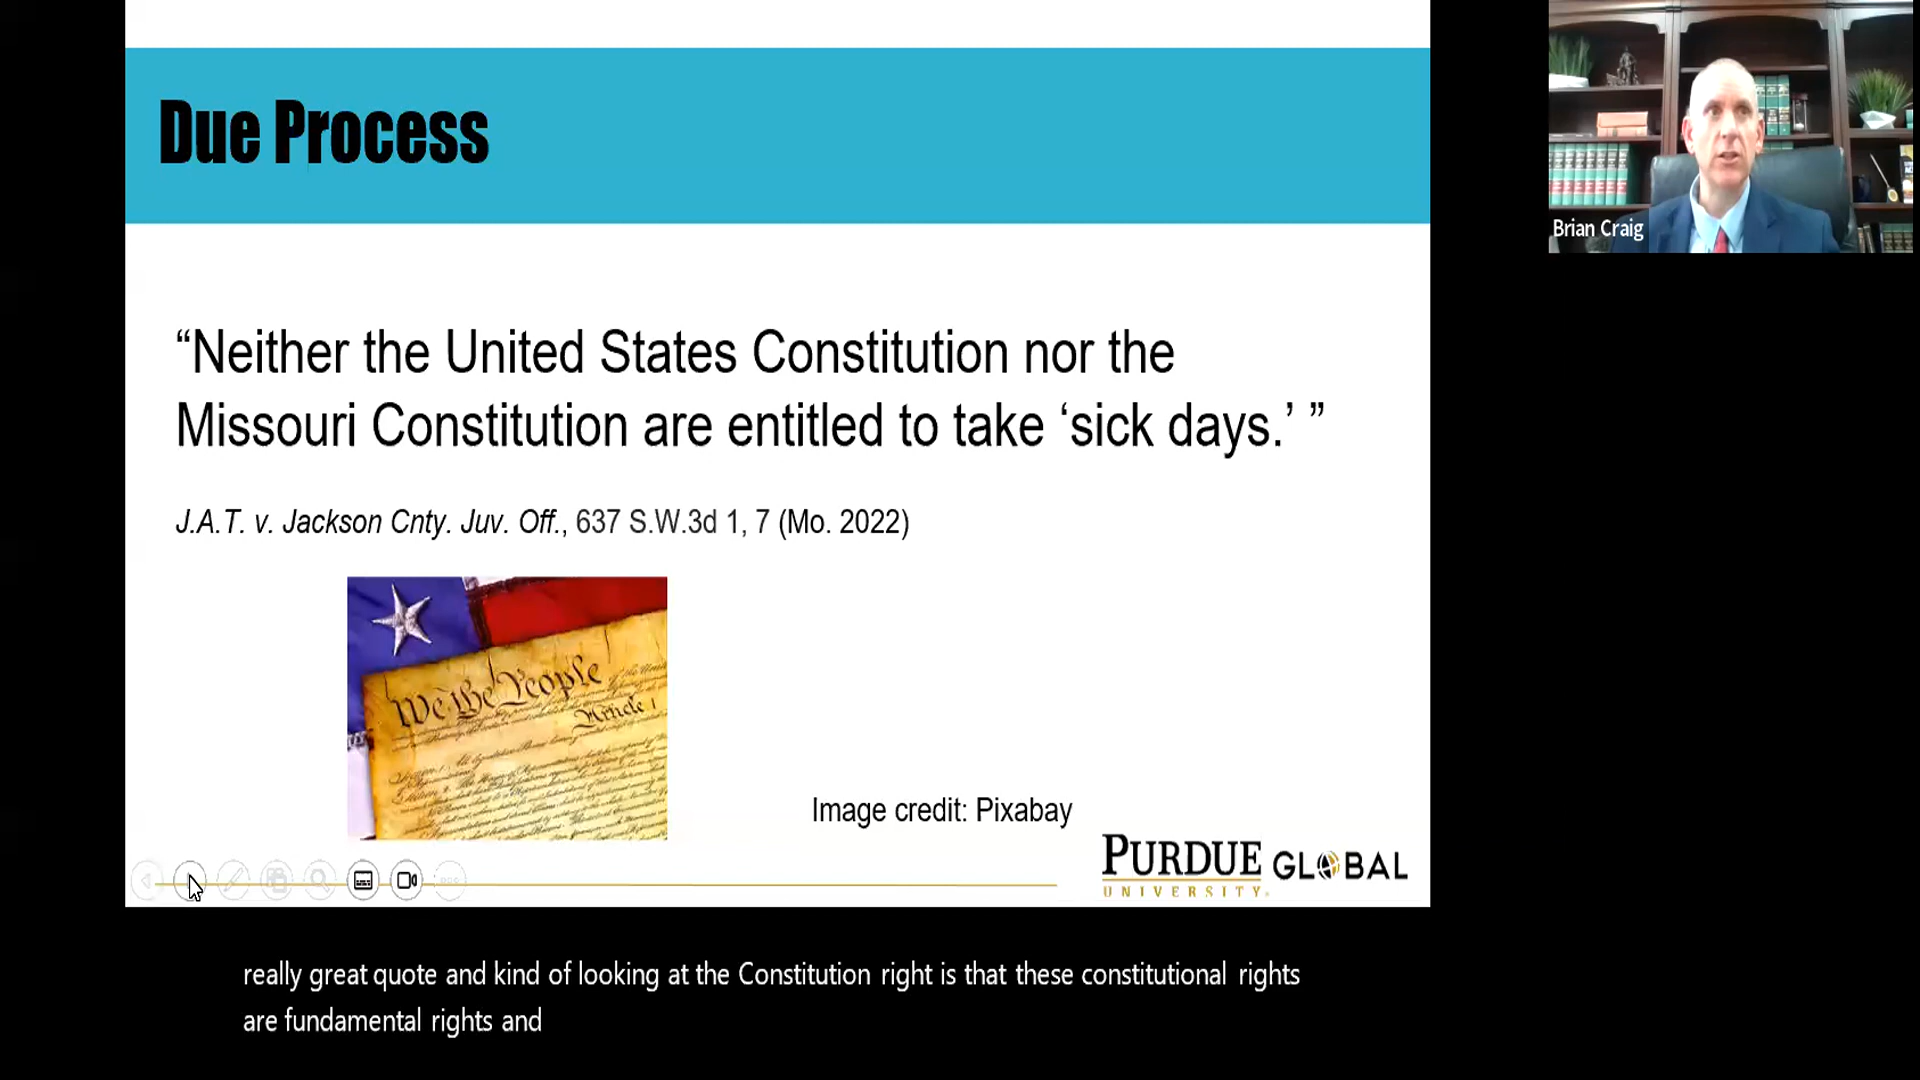 Due Process
“Neither the United States Constitution nor the
Missouri Constitution are entitled to take ‘sick days.’ ”
J.A.T. v. Jackson Cnty. Juv. Off., 637 S.W.3d 1, 7 (Mo. 2022)
We the People
Article 1
Image credit: Pixabay
PURDUE GLOBAL
UNIVERSITY
Brian Craig
really great quote and kind of looking at the Constitution right is that these constitutional rights
are fundamental rights and